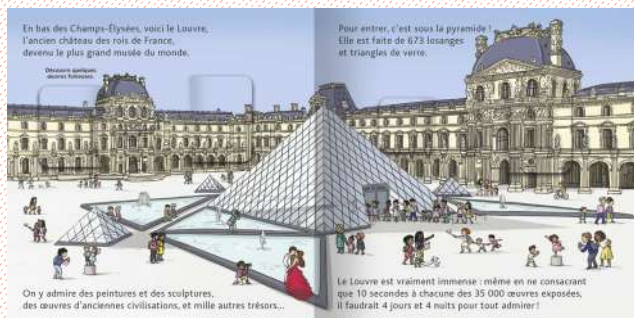 En bas des Champs-Élysées, voici le Louvre,
l'ancien château des rois de France,
devenu le plus grand musée du monde.
Découvre quelques
œuvres fameuses.
On y admire des peintures et des sculptures,
des œuvres d'anciennes civilisations, et mille autres trésors...
Pour entrer, c'est sous la pyramide !
Elle est faite de 673 losanges
et triangles de verre.
Le Louvre est vraiment immense : même en ne consacrant
que 10 secondes à chacune des 35 000 œuvres exposées,
il faudrait 4 jours et 4 nuits pour tout admirer !